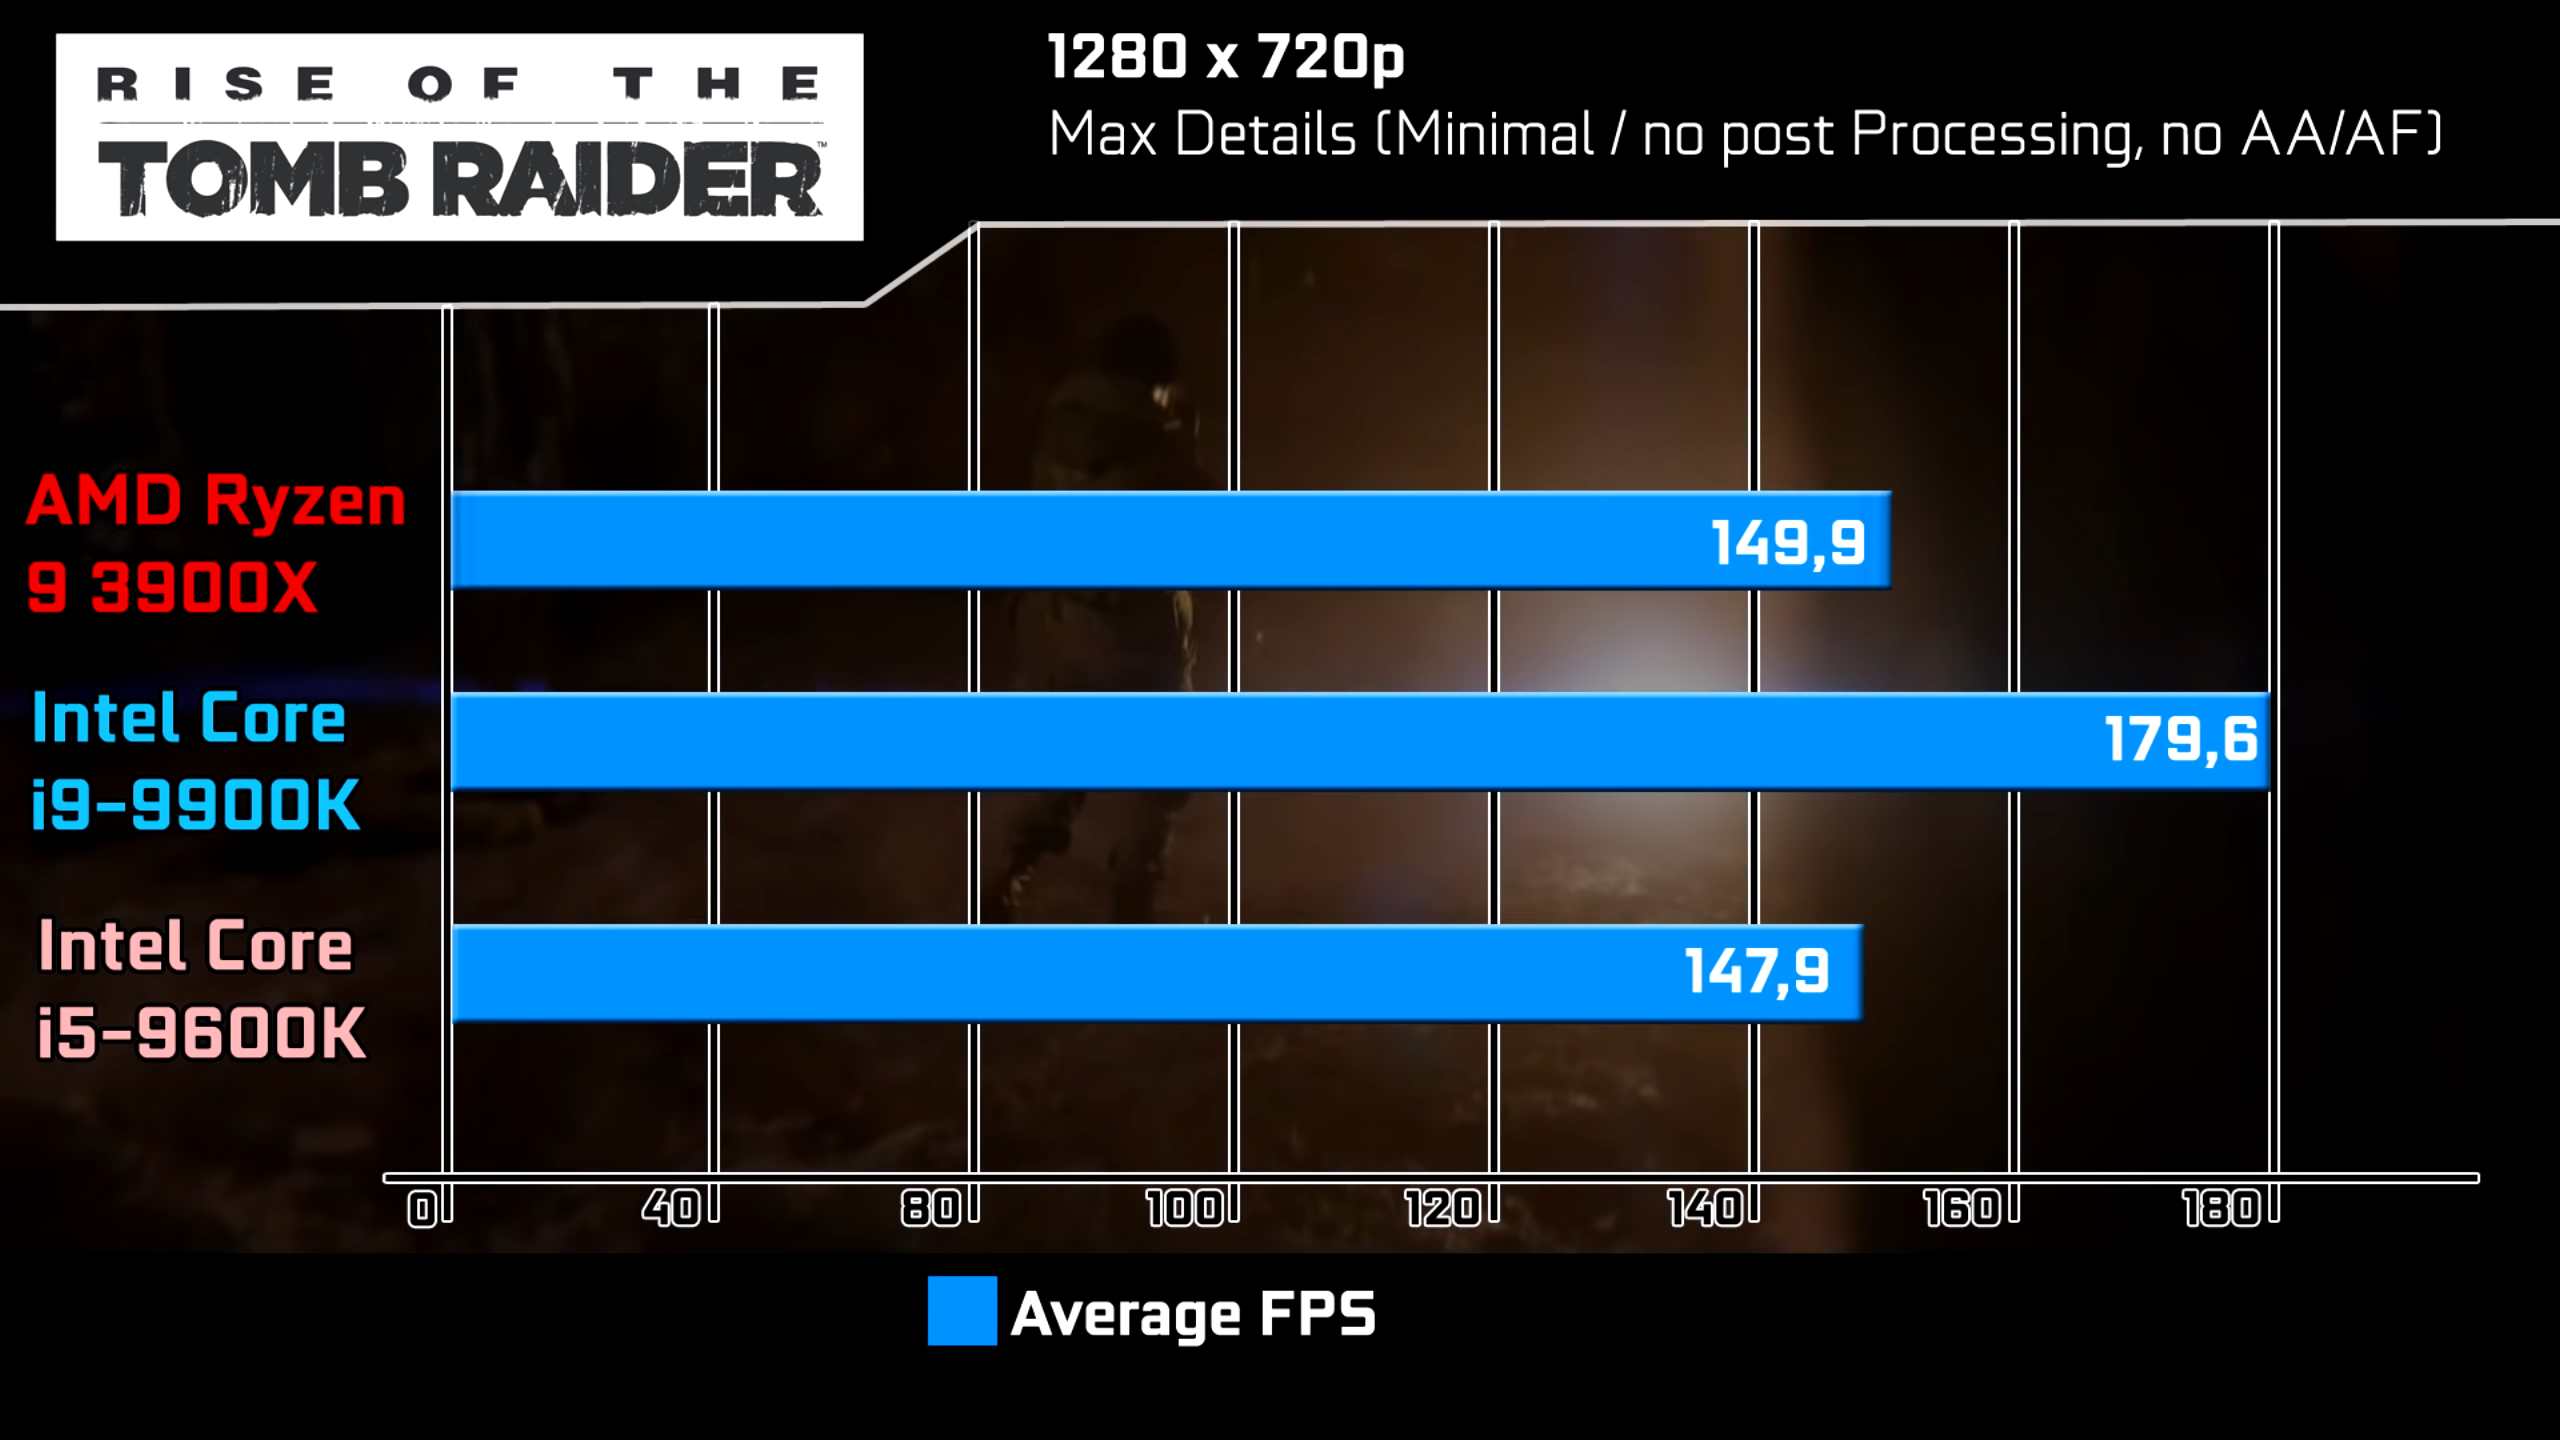 RISE OF THE
TOMB RAIDER™
1280 x 720p
Max Details (Minimal / no post Processing, no AA/AF)
AMD Ryzen
9 3900X
149,9
Intel Core
i9-9900K
179,6
Intel Core
i5-9600K
147,9
0 40 80 100 120 140 160 180
Average FPS